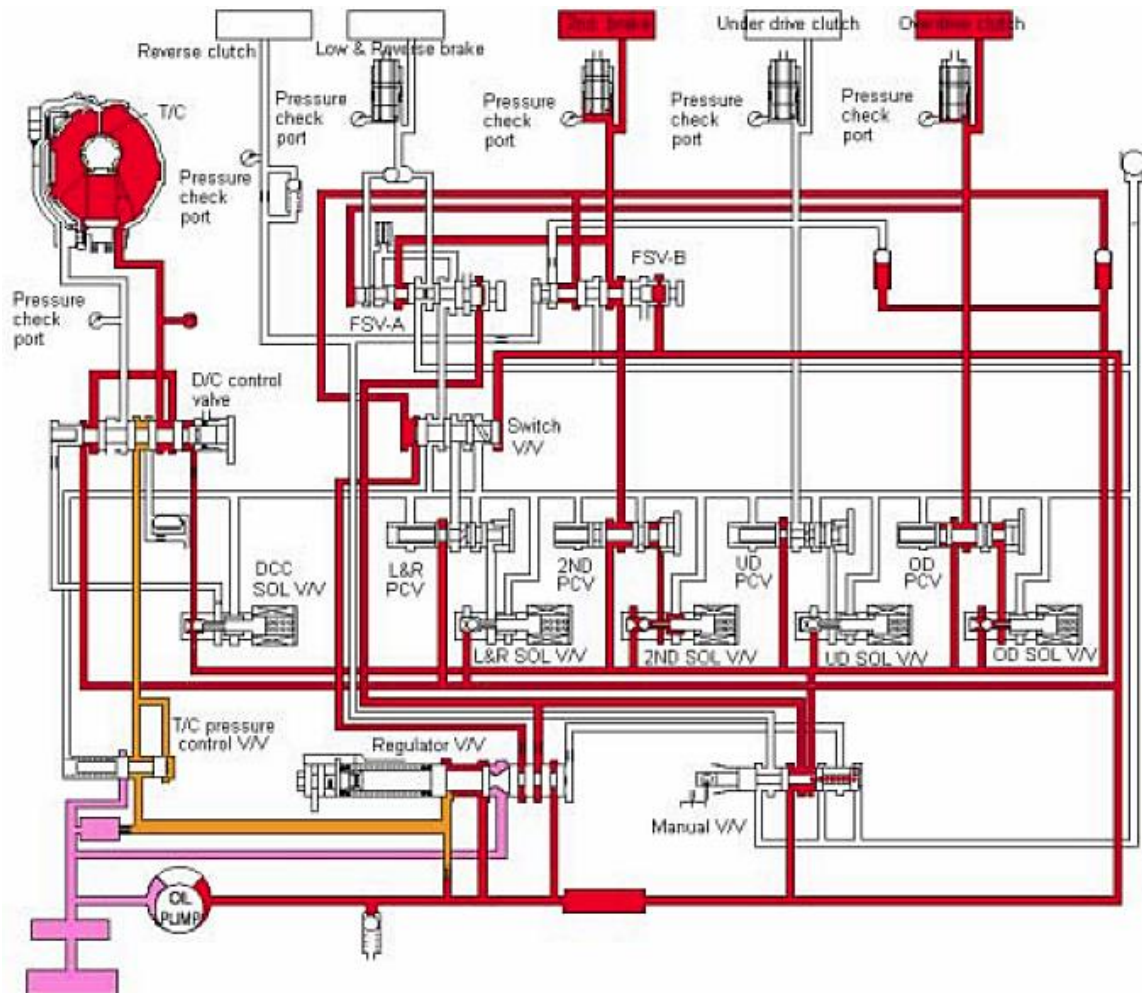 2nd brake
Under drive clutch
Overdrive clutch
Reverse clutch
Low & Reverse brake
T/C
Pressure
check
port
Pressure
check
port
Pressure
check
port
Pressure
check
port
Pressure
check
port
Pressure
check
port
FSV-B
FSV-A
D/C control
valve
Switch
V/V
DCC
SOL V/V
L&R
PCV
2ND
PCV
UD
PCV
OD
PCV
L&R SOL V/V
2ND SOL V/V
UD SOL V/V
OD SOL V/V
T/C pressure
control V/V
Regulator V/V
Manual V/V
OIL
PUMP